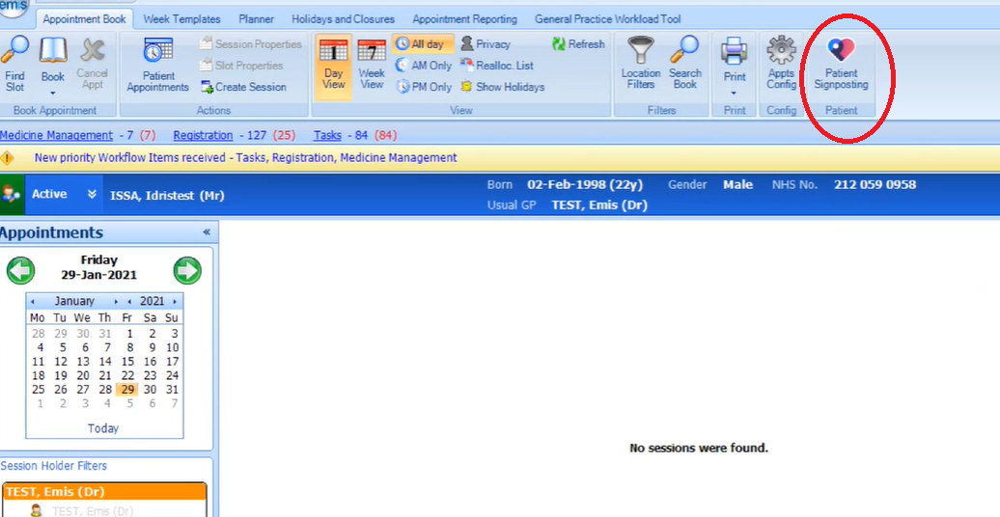 emis
Appointment Book Week Templates Planner Holidays and Closures Appointment Reporting General Practice Workload Tool
Find Slot Book Cancel Appt
Book Appointment
Patient Appointments
Session Properties
Slot Properties
Create Session
Actions
Day View Week View
All day Privacy Refresh
AM Only Realloc. List
PM Only Show Holidays
View
Location Filters Search Book
Filters
Print
Print
Appts Config
Config
Patient Signposting
Patient
Medicine Management - 7 (7) Registration - 127 (25) Tasks - 84 (84)
New priority Workflow Items received - Tasks, Registration, Medicine Management
Active ISSA, Idristest (Mr) Born 02-Feb-1998 (22y) Gender Male NHS No. 212 059 0958
Usual GP TEST, Emis (Dr)
Appointments «
Friday
29-Jan-2021
January 2021
Mo Tu We Th Fr Sa Su
28 29 30 31 1 2 3
4 5 6 7 8 9 10
11 12 13 14 15 16 17
18 19 20 21 22 23 24
25 26 27 28 29 30 31
1 2 3 4 5 6 7
Today
No sessions were found.
Session Holder Filters
TEST, Emis (Dr)
TEST, Emis (Dr)